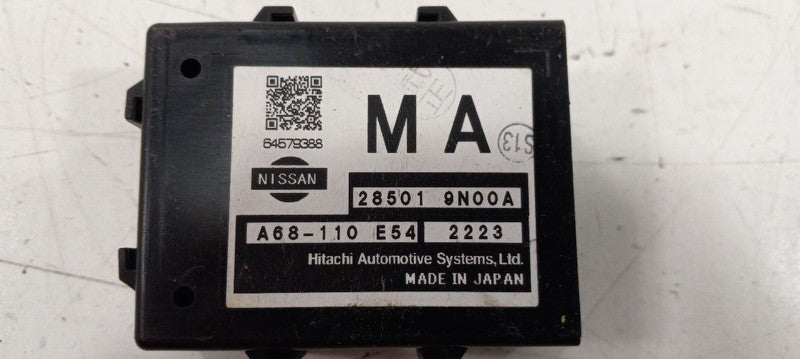 MA
S13
64579388
NISSAN
28501 9N00A
A68-110 E54 2223
Hitachi Automotive Systems,Ltd.
MADE IN JAPAN